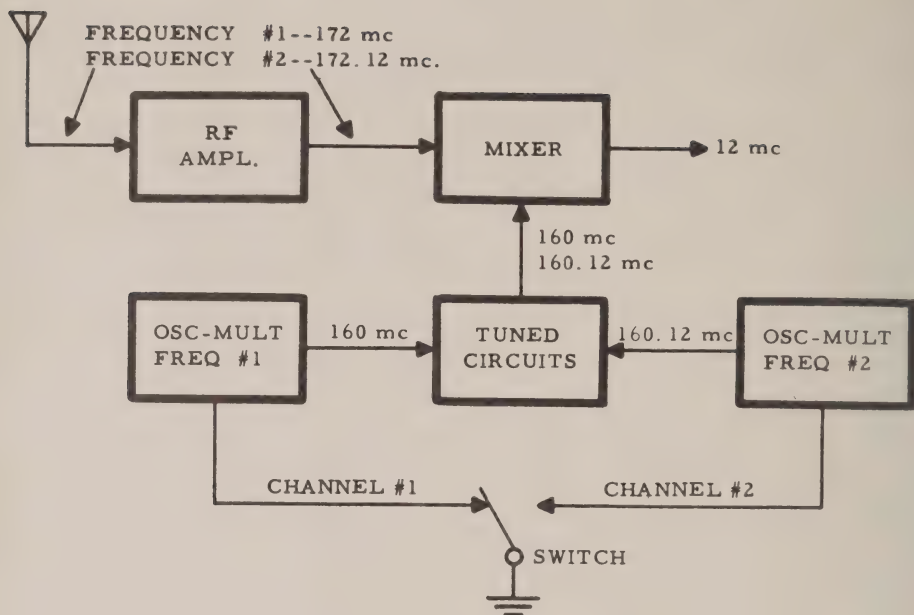 FREQUENCY #1--172 mc
FREQUENCY #2--172.12 mc.
RF
AMPL.
MIXER
12 mc
160 mc
160.12 mc
OSC-MULT
FREQ #1
160 mc
TUNED
CIRCUITS
160.12 mc
OSC-MULT
FREQ #2
CHANNEL #1
CHANNEL #2
SWITCH